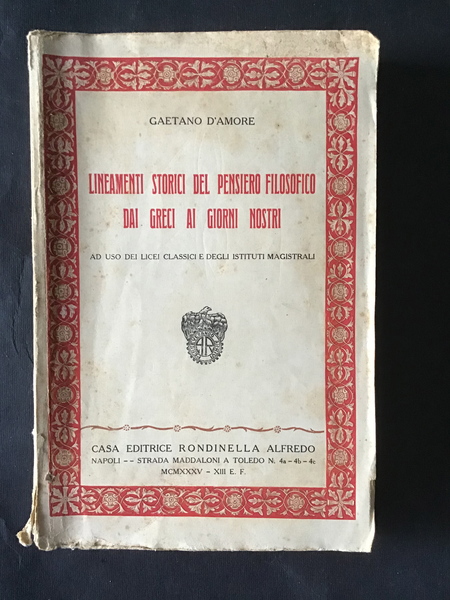 GAETANO D'AMORE
LINEAMENTI STORICI DEL PENSIERO FILOSOFICO
DAI GRECI AI GIORNI NOSTRI
AD USO DEI LICEI CLASSICI E DEGLI ISTITUTI MAGISTRALI
CASA EDITRICE RONDINELLA ALFREDO
NAPOLI -- STRADA MADDALONI A TOLEDO N. 4a-4b-4c
MCMXXXV - XIII E. F.